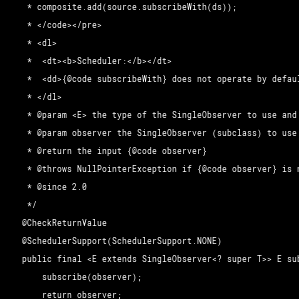 * composite.add(source.subscribeWith(ds));
* </code></pre>
* <dl>
*  <dt><b>Scheduler:</b></dt>
*  <dd>{@code subscribeWith} does not operate by defau
* </dl>
* @param <E> the type of the SingleObserver to use and
* @param observer the SingleObserver (subclass) to use
* @return the input {@code observer}
* @throws NullPointerException if {@code observer} is n
* @since 2.0
*/
@CheckReturnValue
@SchedulerSupport(SchedulerSupport.NONE)
public final <E extends SingleObserver<? super T>> E sub
subscribe(observer);
return observer;